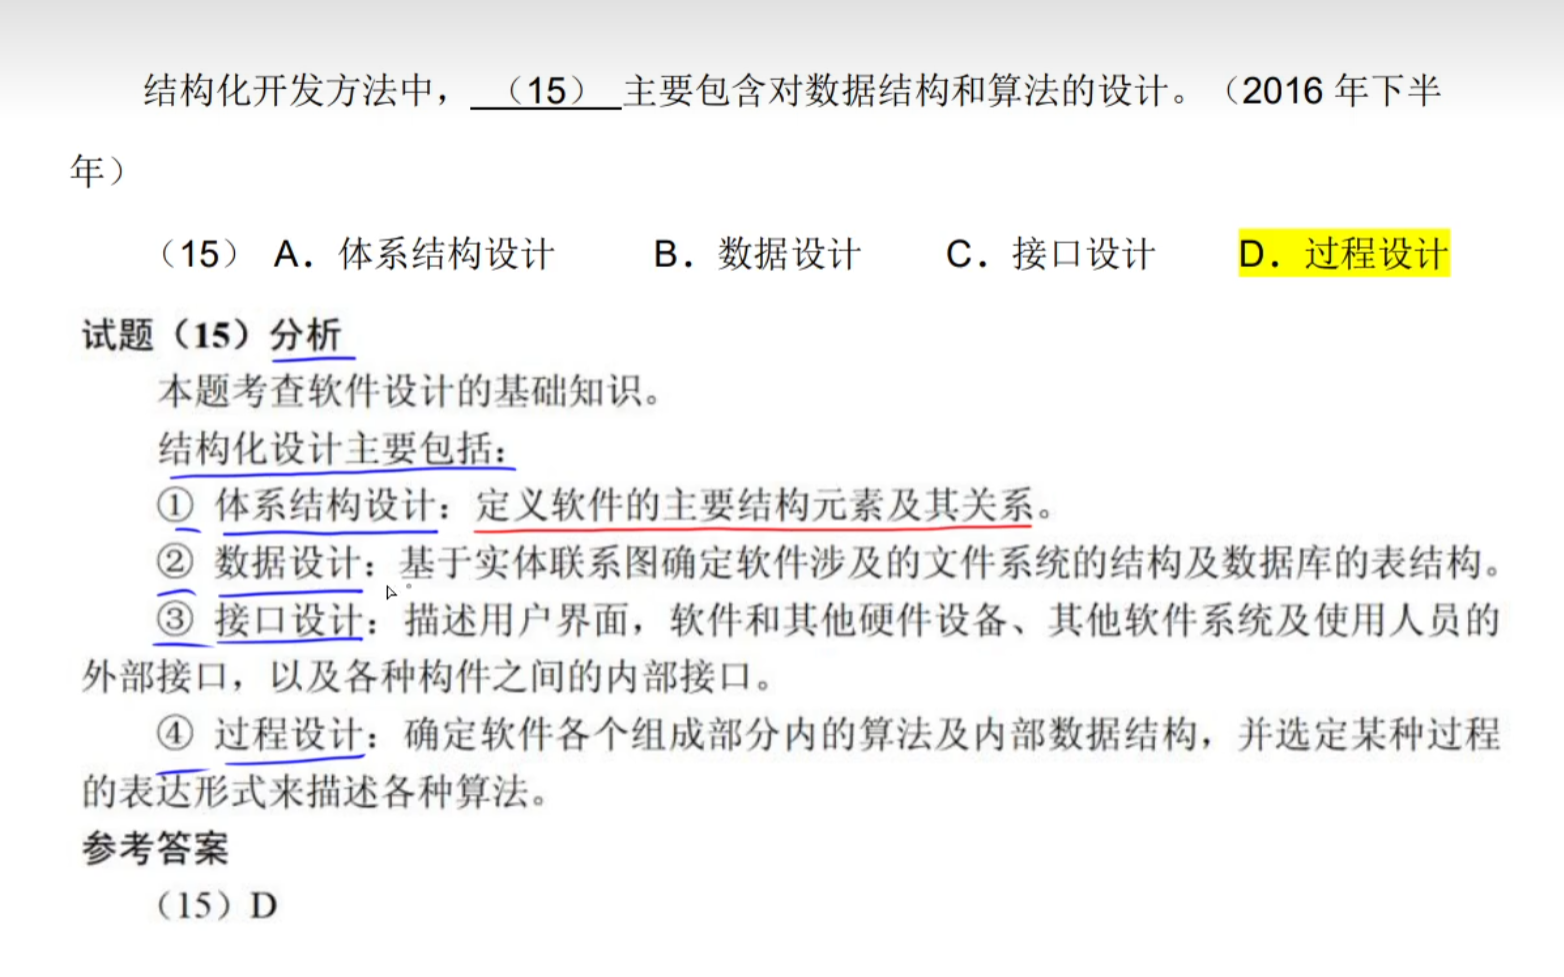 结构化开发方法中，（15）主要包含对数据结构和算法的设计。（2016 年下半
年）
（15） A．体系结构设计 B．数据设计 C．接口设计 D．过程设计
试题（15）分析
本题考查软件设计的基础知识。
结构化设计主要包括：
① 体系结构设计：定义软件的主要结构元素及其关系。
② 数据设计：基于实体联系图确定软件涉及的文件系统的结构及数据库的表结构。
③ 接口设计：描述用户界面，软件和其他硬件设备、其他软件系统及使用人员的
外部接口，以及各种构件之间的内部接口。
④ 过程设计：确定软件各个组成部分内的算法及内部数据结构，并选定某种过程
的表达形式来描述各种算法。
参考答案
（15）D